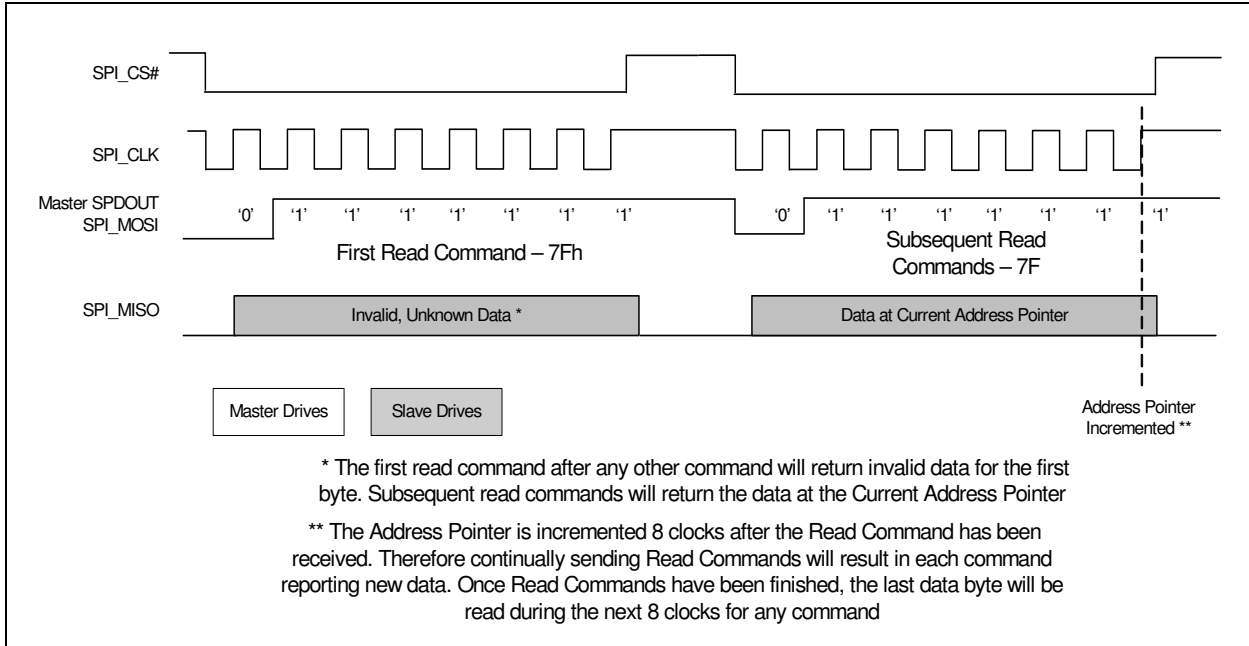 SPI_CS#
SPI_CLK
Master SPDOUT
SPI_MOSI
‘0’ ‘1’ ‘1’ ‘1’ ‘1’ ‘1’ ‘1’ ‘1’ ‘0’ ‘1’ ‘1’ ‘1’ ‘1’ ‘1’ ‘1’ ‘1’
First Read Command – 7Fh
Subsequent Read
Commands – 7F
SPI_MISO
Invalid, Unknown Data *
Data at Current Address Pointer
Master Drives
Slave Drives
Address Pointer
Incremented **
* The first read command after any other command will return invalid data for the first
byte. Subsequent read commands will return the data at the Current Address Pointer
** The Address Pointer is incremented 8 clocks after the Read Command has been
received. Therefore continually sending Read Commands will result in each command
reporting new data. Once Read Commands have been finished, the last data byte will be
read during the next 8 clocks for any command